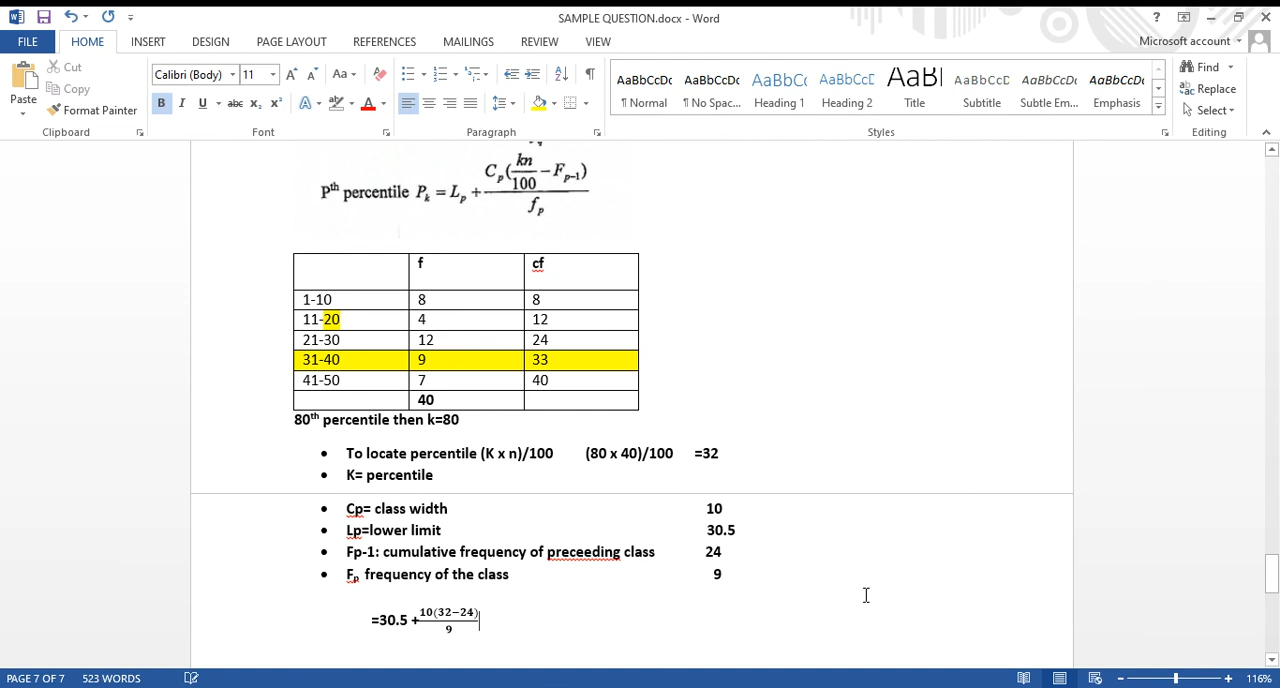 SAMPLE QUESTION.docx - Word
FILE HOME INSERT DESIGN PAGE LAYOUT REFERENCES MAILINGS REVIEW VIEW Microsoft account
Paste
Cut
Copy
Format Painter
Calibri (Body) 11
Clipboard Font Paragraph Styles Editing
AaBbCcDc AaBbCcDc AaBbCc AaBbCcE AaBl AaBbCcD AaBbCcDc AaBbCcDc
¶ Normal ¶ No Spac... Heading 1 Heading 2 Title Subtitle Subtle Em... Emphasis
Find
Replace
Select
Pth percentile Pk = Lp + Cp(kn/100 − Fp-1)/fp
f cf
1-10 8 8
11-20 4 12
21-30 12 24
31-40 9 33
41-50 7 40
40
80th percentile then k=80
• To locate percentile (K x n)/100 (80 x 40)/100 =32
• K= percentile
• Cp= class width 10
• Lp=lower limit 30.5
• Fp-1: cumulative frequency of preceeding class 24
• Fp frequency of the class 9
=30.5 + 10(32−24)/9
PAGE 7 OF 7 523 WORDS 116%